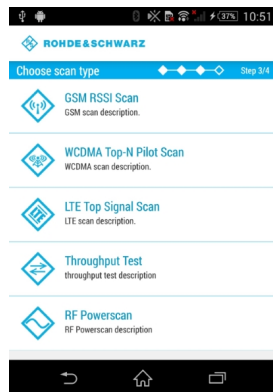 37% 10:51
ROHDE&SCHWARZ
Choose scan type Step 3/4
GSM RSSI Scan
GSM scan description.
WCDMA Top-N Pilot Scan
WCDMA scan description.
LTE Top Signal Scan
LTE scan description.
Throughput Test
throughput test description
RF Powerscan
RF Powerscan description